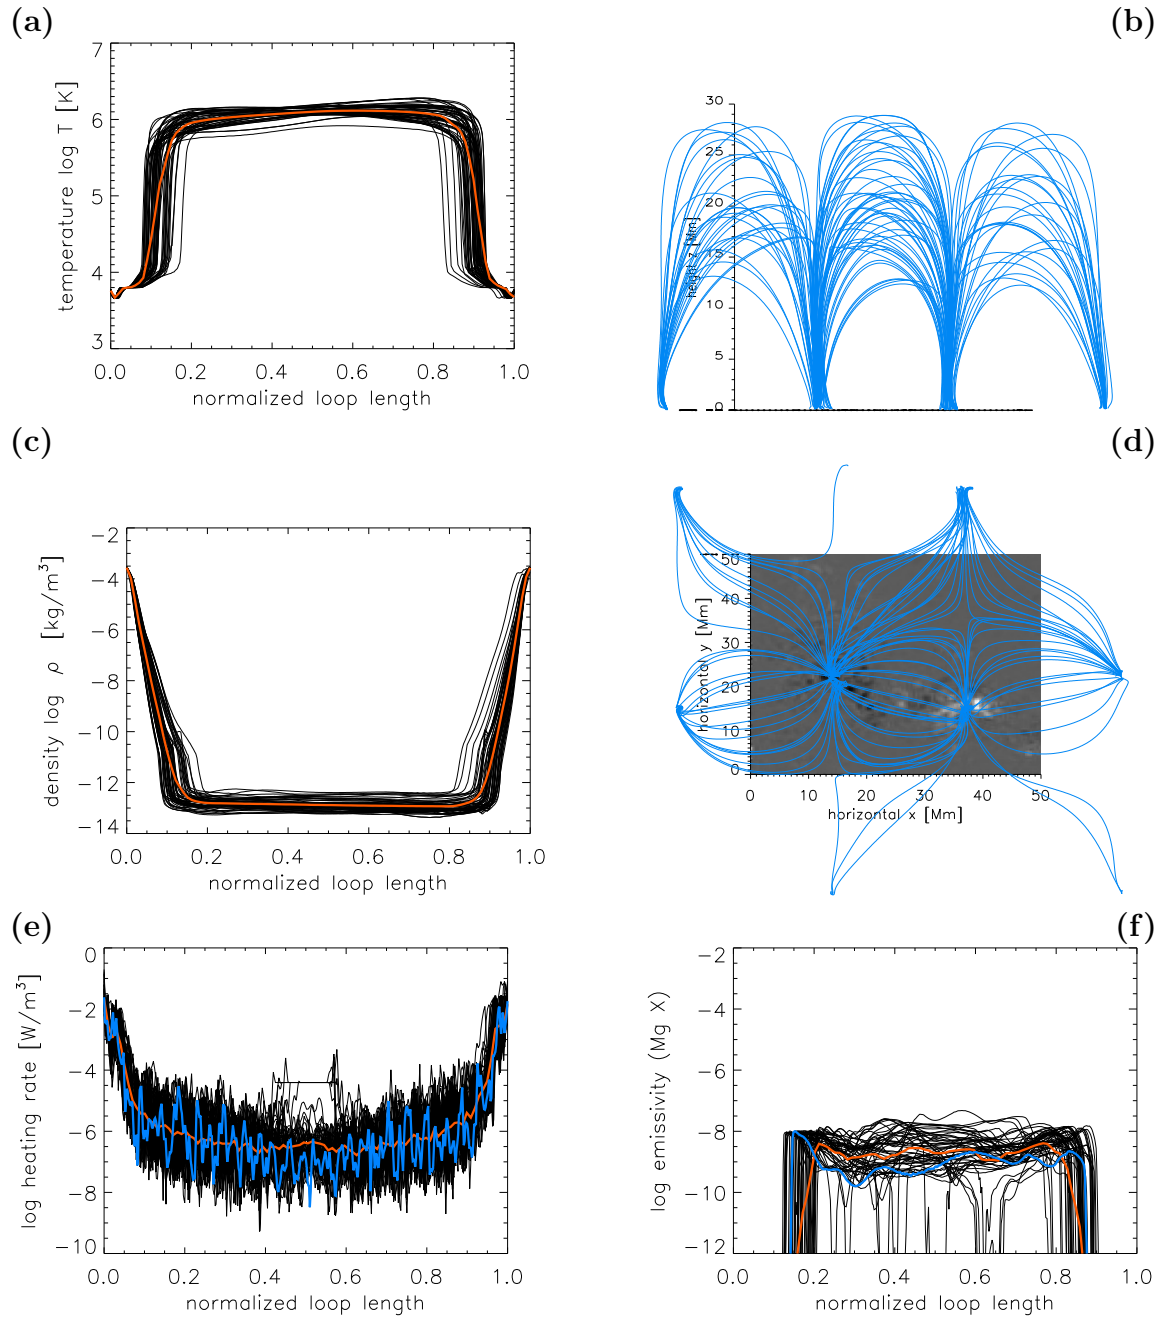 (a)
(b)
7
6
5
4
3
temperature log T [K]
0.0 0.2 0.4 0.6 0.8 1.0
normalized loop length
30
25
20
15
10
5
0
height z [Mm]
(c)
(d)
−2
−4
−6
−8
−10
−12
−14
density log ρ [kg/m³]
0.0 0.2 0.4 0.6 0.8 1.0
normalized loop length
50
40
30
20
10
0
horizontal y [Mm]
0 10 20 30 40 50
horizontal x [Mm]
(e)
(f)
0
−2
−4
−6
−8
−10
log heating rate [W/m³]
0.0 0.2 0.4 0.6 0.8 1.0
normalized loop length
−2
−4
−6
−8
−10
−12
log emissivity (Mg X)
0.0 0.2 0.4 0.6 0.8 1.0
normalized loop length